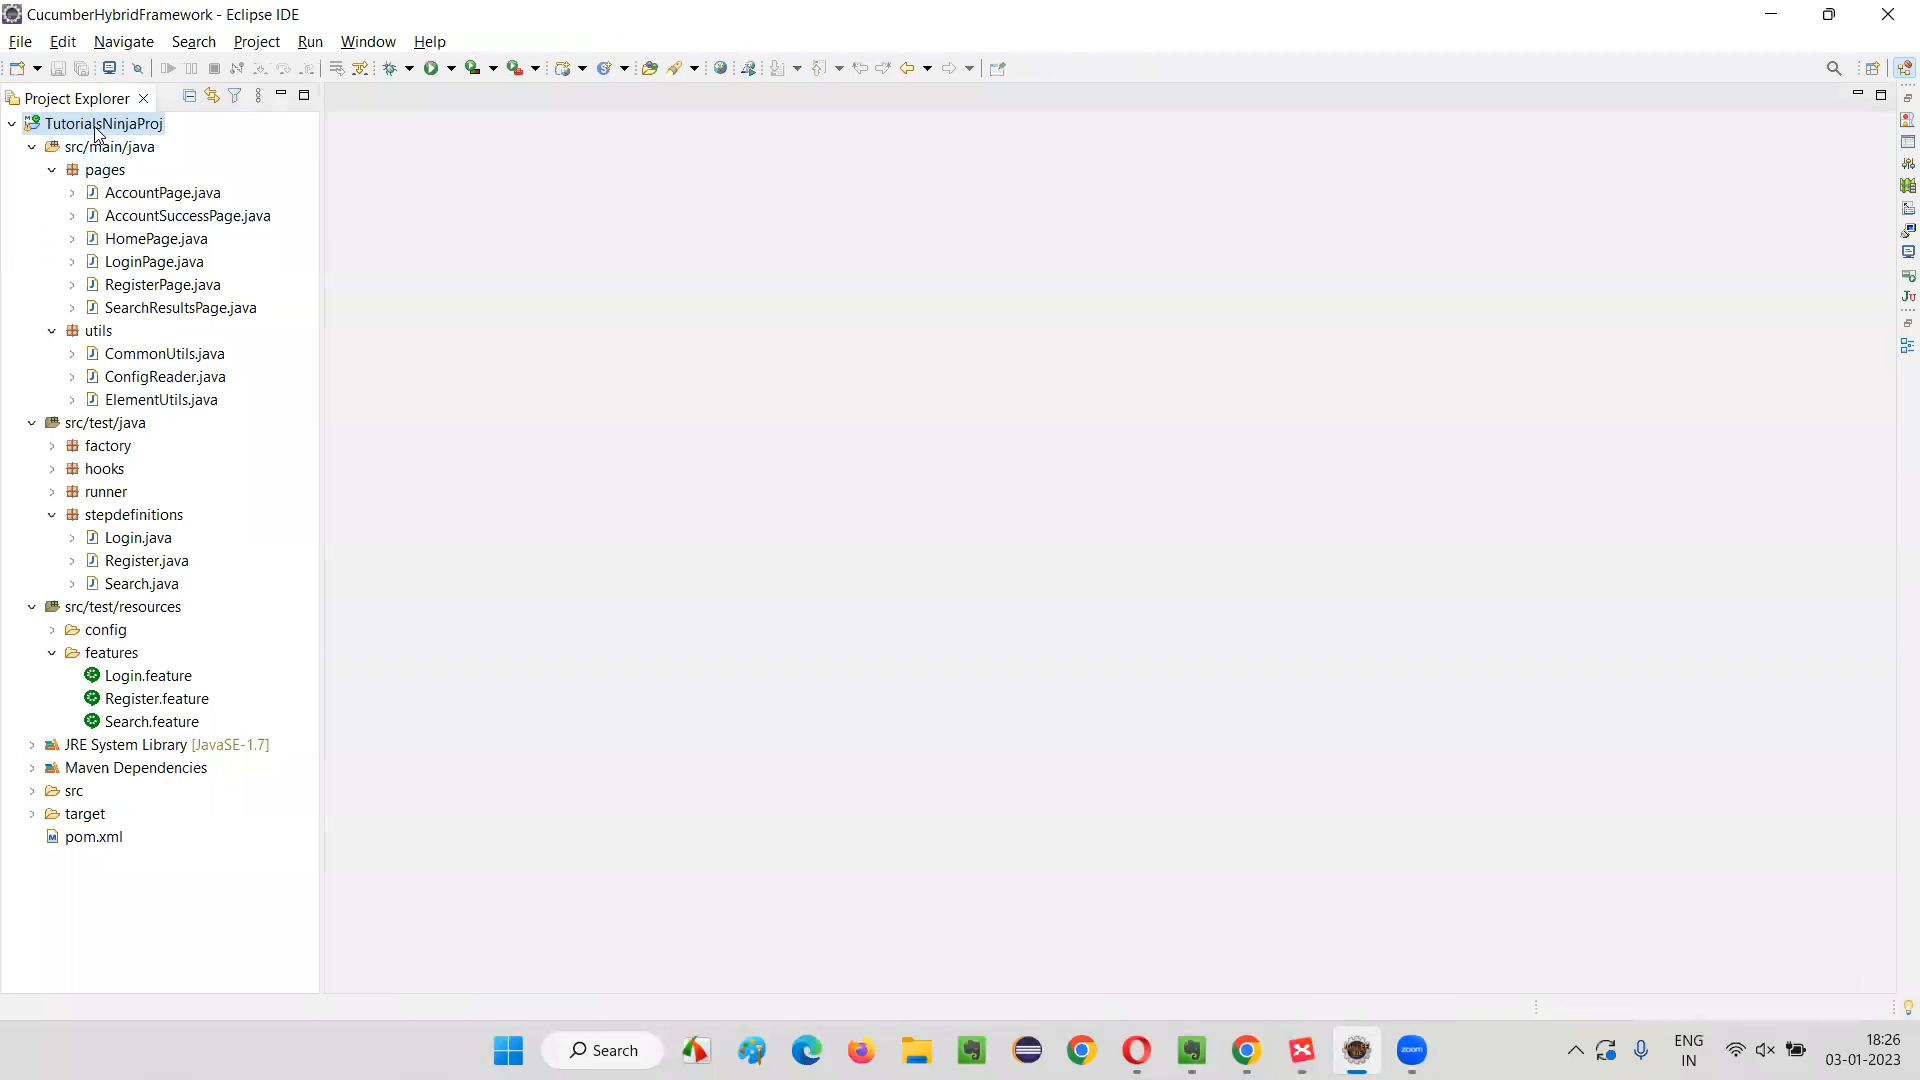 CucumberHybridFramework - Eclipse IDE
File Edit Navigate Search Project Run Window Help
Project Explorer
TutorialsNinjaProj
src/main/java
pages
AccountPage.java
AccountSuccessPage.java
HomePage.java
LoginPage.java
RegisterPage.java
SearchResultsPage.java
utils
CommonUtils.java
ConfigReader.java
ElementUtils.java
src/test/java
factory
hooks
runner
stepdefinitions
Login.java
Register.java
Search.java
src/test/resources
config
features
Login.feature
Register.feature
Search.feature
JRE System Library [JavaSE-1.7]
Maven Dependencies
src
target
pom.xml
Search
zoom
ENG
IN
18:26
03-01-2023